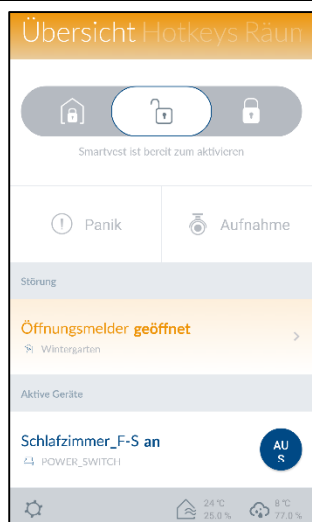 Übersicht Hotkeys Räun
Smartvest ist bereit zum aktivieren
Panik
Aufnahme
Störung
Öffnungsmelder geöffnet
Wintergarten
Aktive Geräte
Schlafzimmer_F-S an
POWER_SWITCH
AU
S
24 °C
25.0 %
8 °C
77.0 %